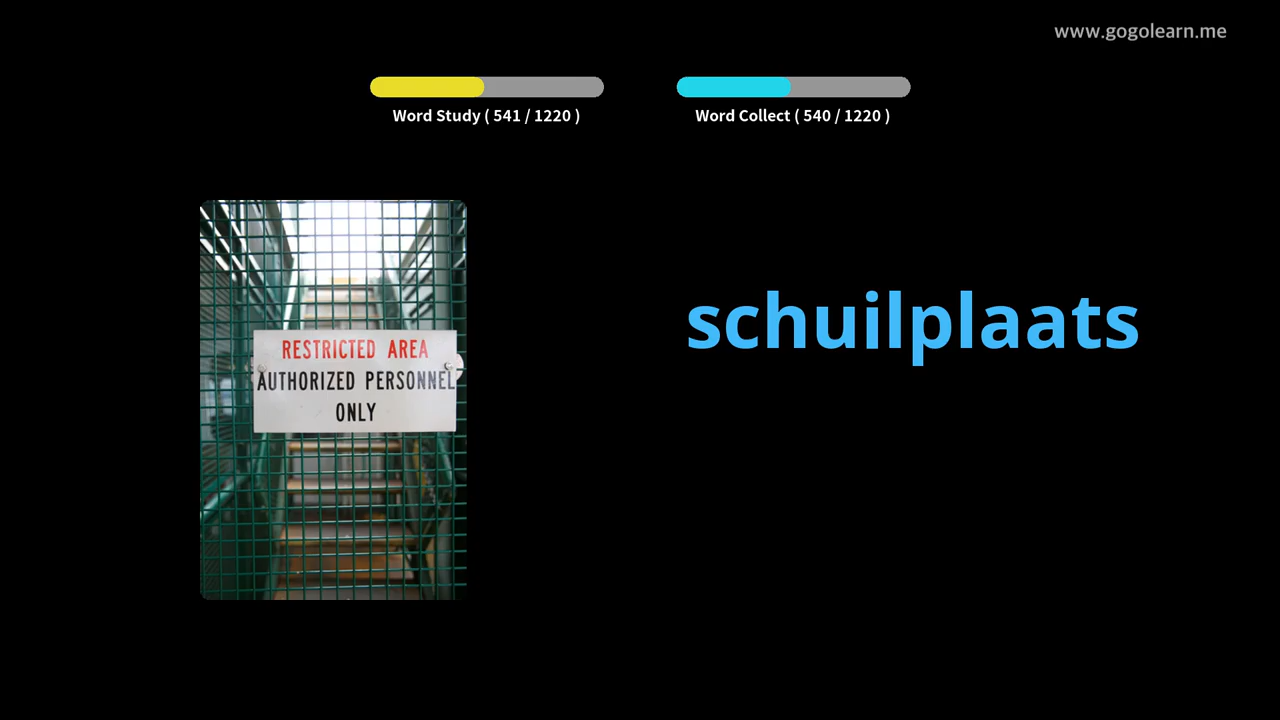 www.gogolearn.me
Word Study ( 541 / 1220 )
Word Collect ( 540 / 1220 )
RESTRICTED AREA
AUTHORIZED PERSONNEL
ONLY
schuilplaats